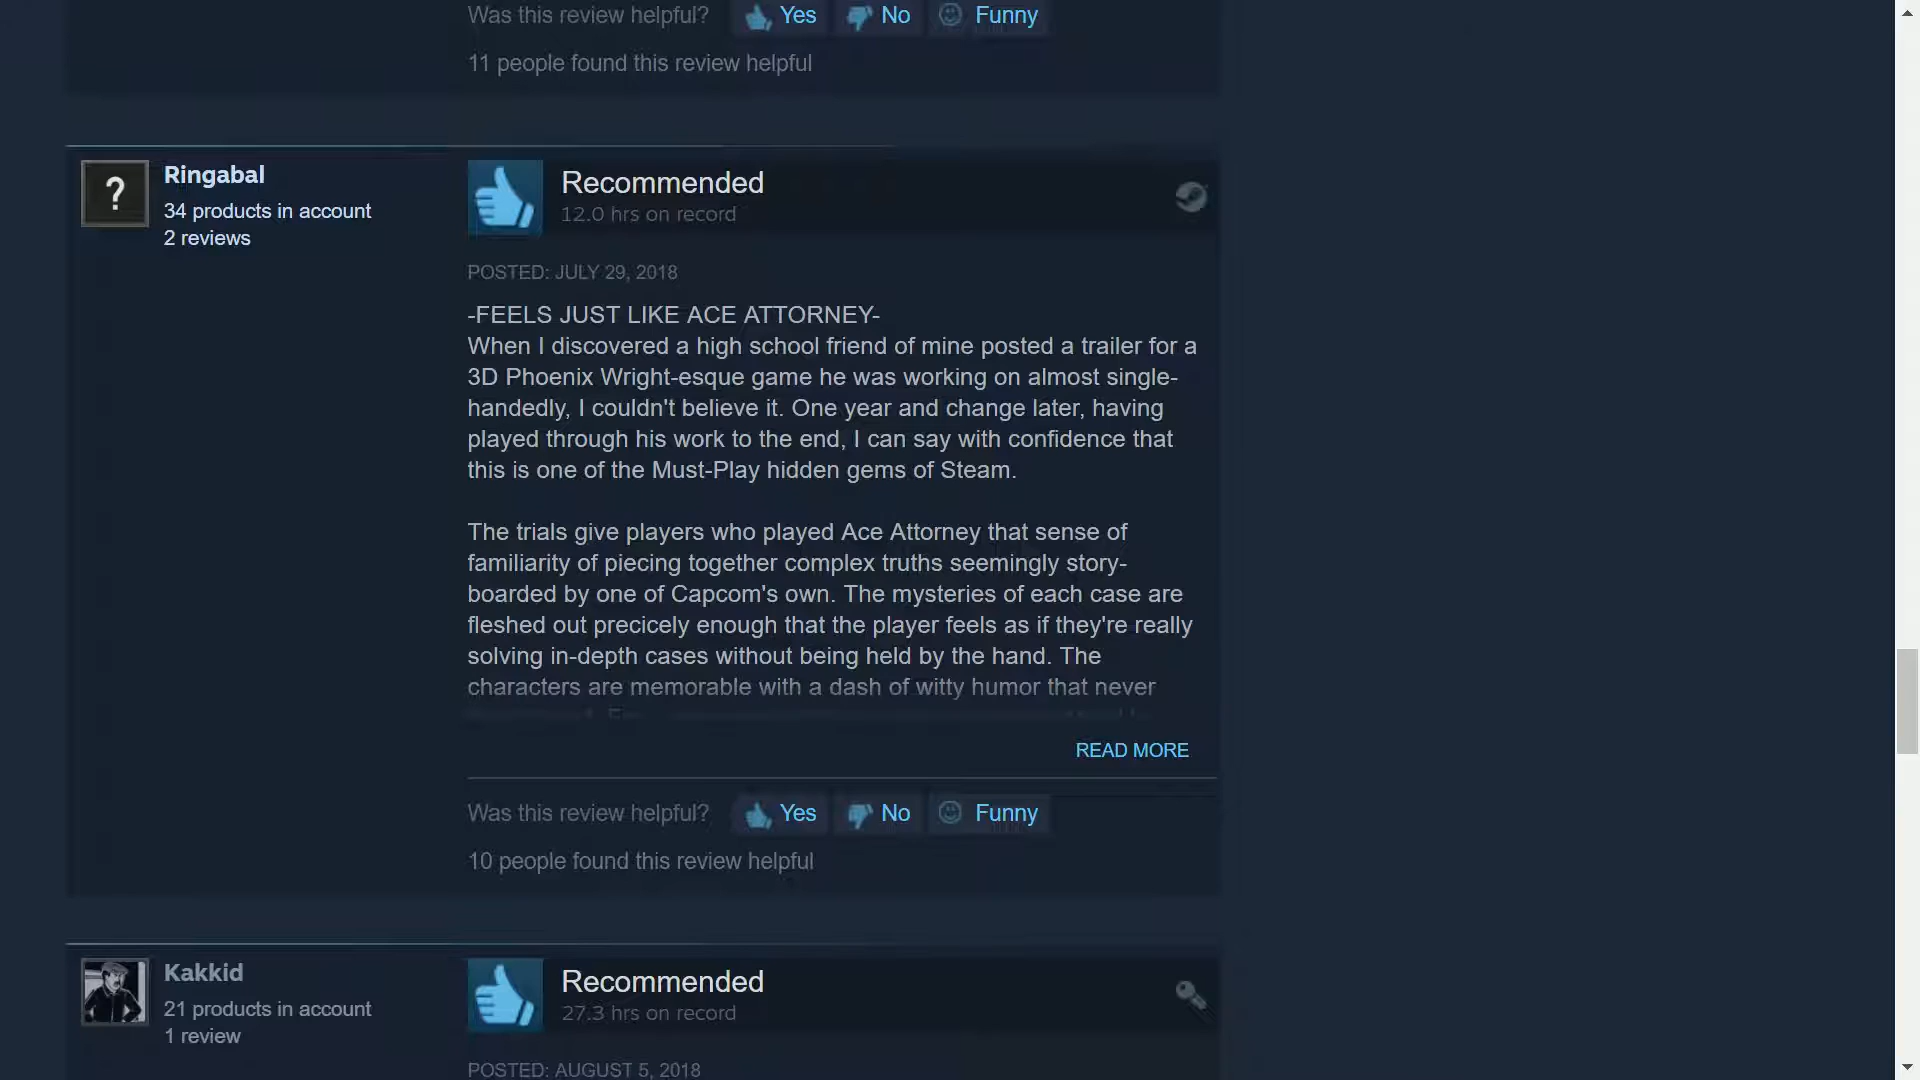 Was this review helpful? Yes No Funny
11 people found this review helpful
Ringabal
34 products in account
2 reviews
Recommended
12.0 hrs on record
POSTED: JULY 29, 2018
-FEELS JUST LIKE ACE ATTORNEY-
When I discovered a high school friend of mine posted a trailer for a
3D Phoenix Wright-esque game he was working on almost single-
handedly, I couldn't believe it. One year and change later, having
played through his work to the end, I can say with confidence that
this is one of the Must-Play hidden gems of Steam.
The trials give players who played Ace Attorney that sense of
familiarity of piecing together complex truths seemingly story-
boarded by one of Capcom's own. The mysteries of each case are
fleshed out precicely enough that the player feels as if they're really
solving in-depth cases without being held by the hand. The
characters are memorable with a dash of witty humor that never
READ MORE
Was this review helpful? Yes No Funny
10 people found this review helpful
Kakkid
21 products in account
1 review
Recommended
27.3 hrs on record
POSTED: AUGUST 5, 2018